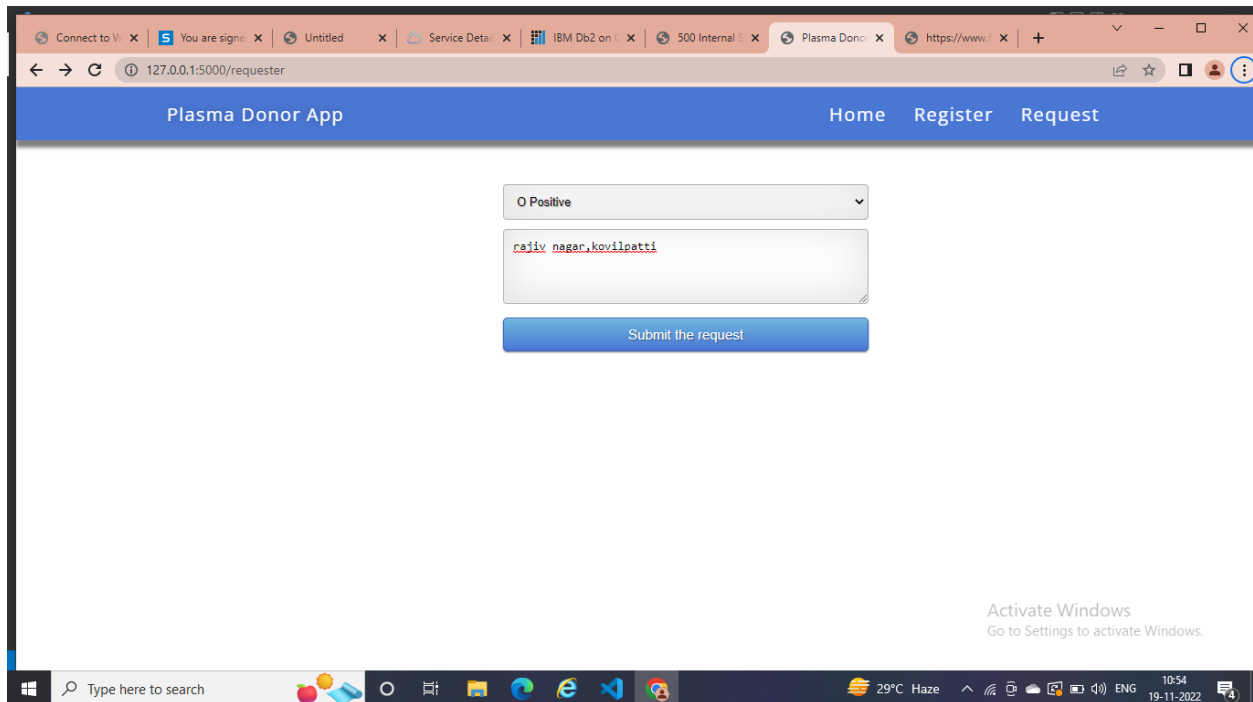 Connect to W
S You are signe
Untitled
Service Detail
IBM Db2 on C
500 Internal S
Plasma Dono
https://www.
127.0.0.1:5000/requester
Plasma Donor App Home Register Request
O Positive
rajiv nagar,kovilpatti
Submit the request
Activate Windows
Go to Settings to activate Windows.
Type here to search
29°C Haze
ENG
10:54
19-11-2022
4